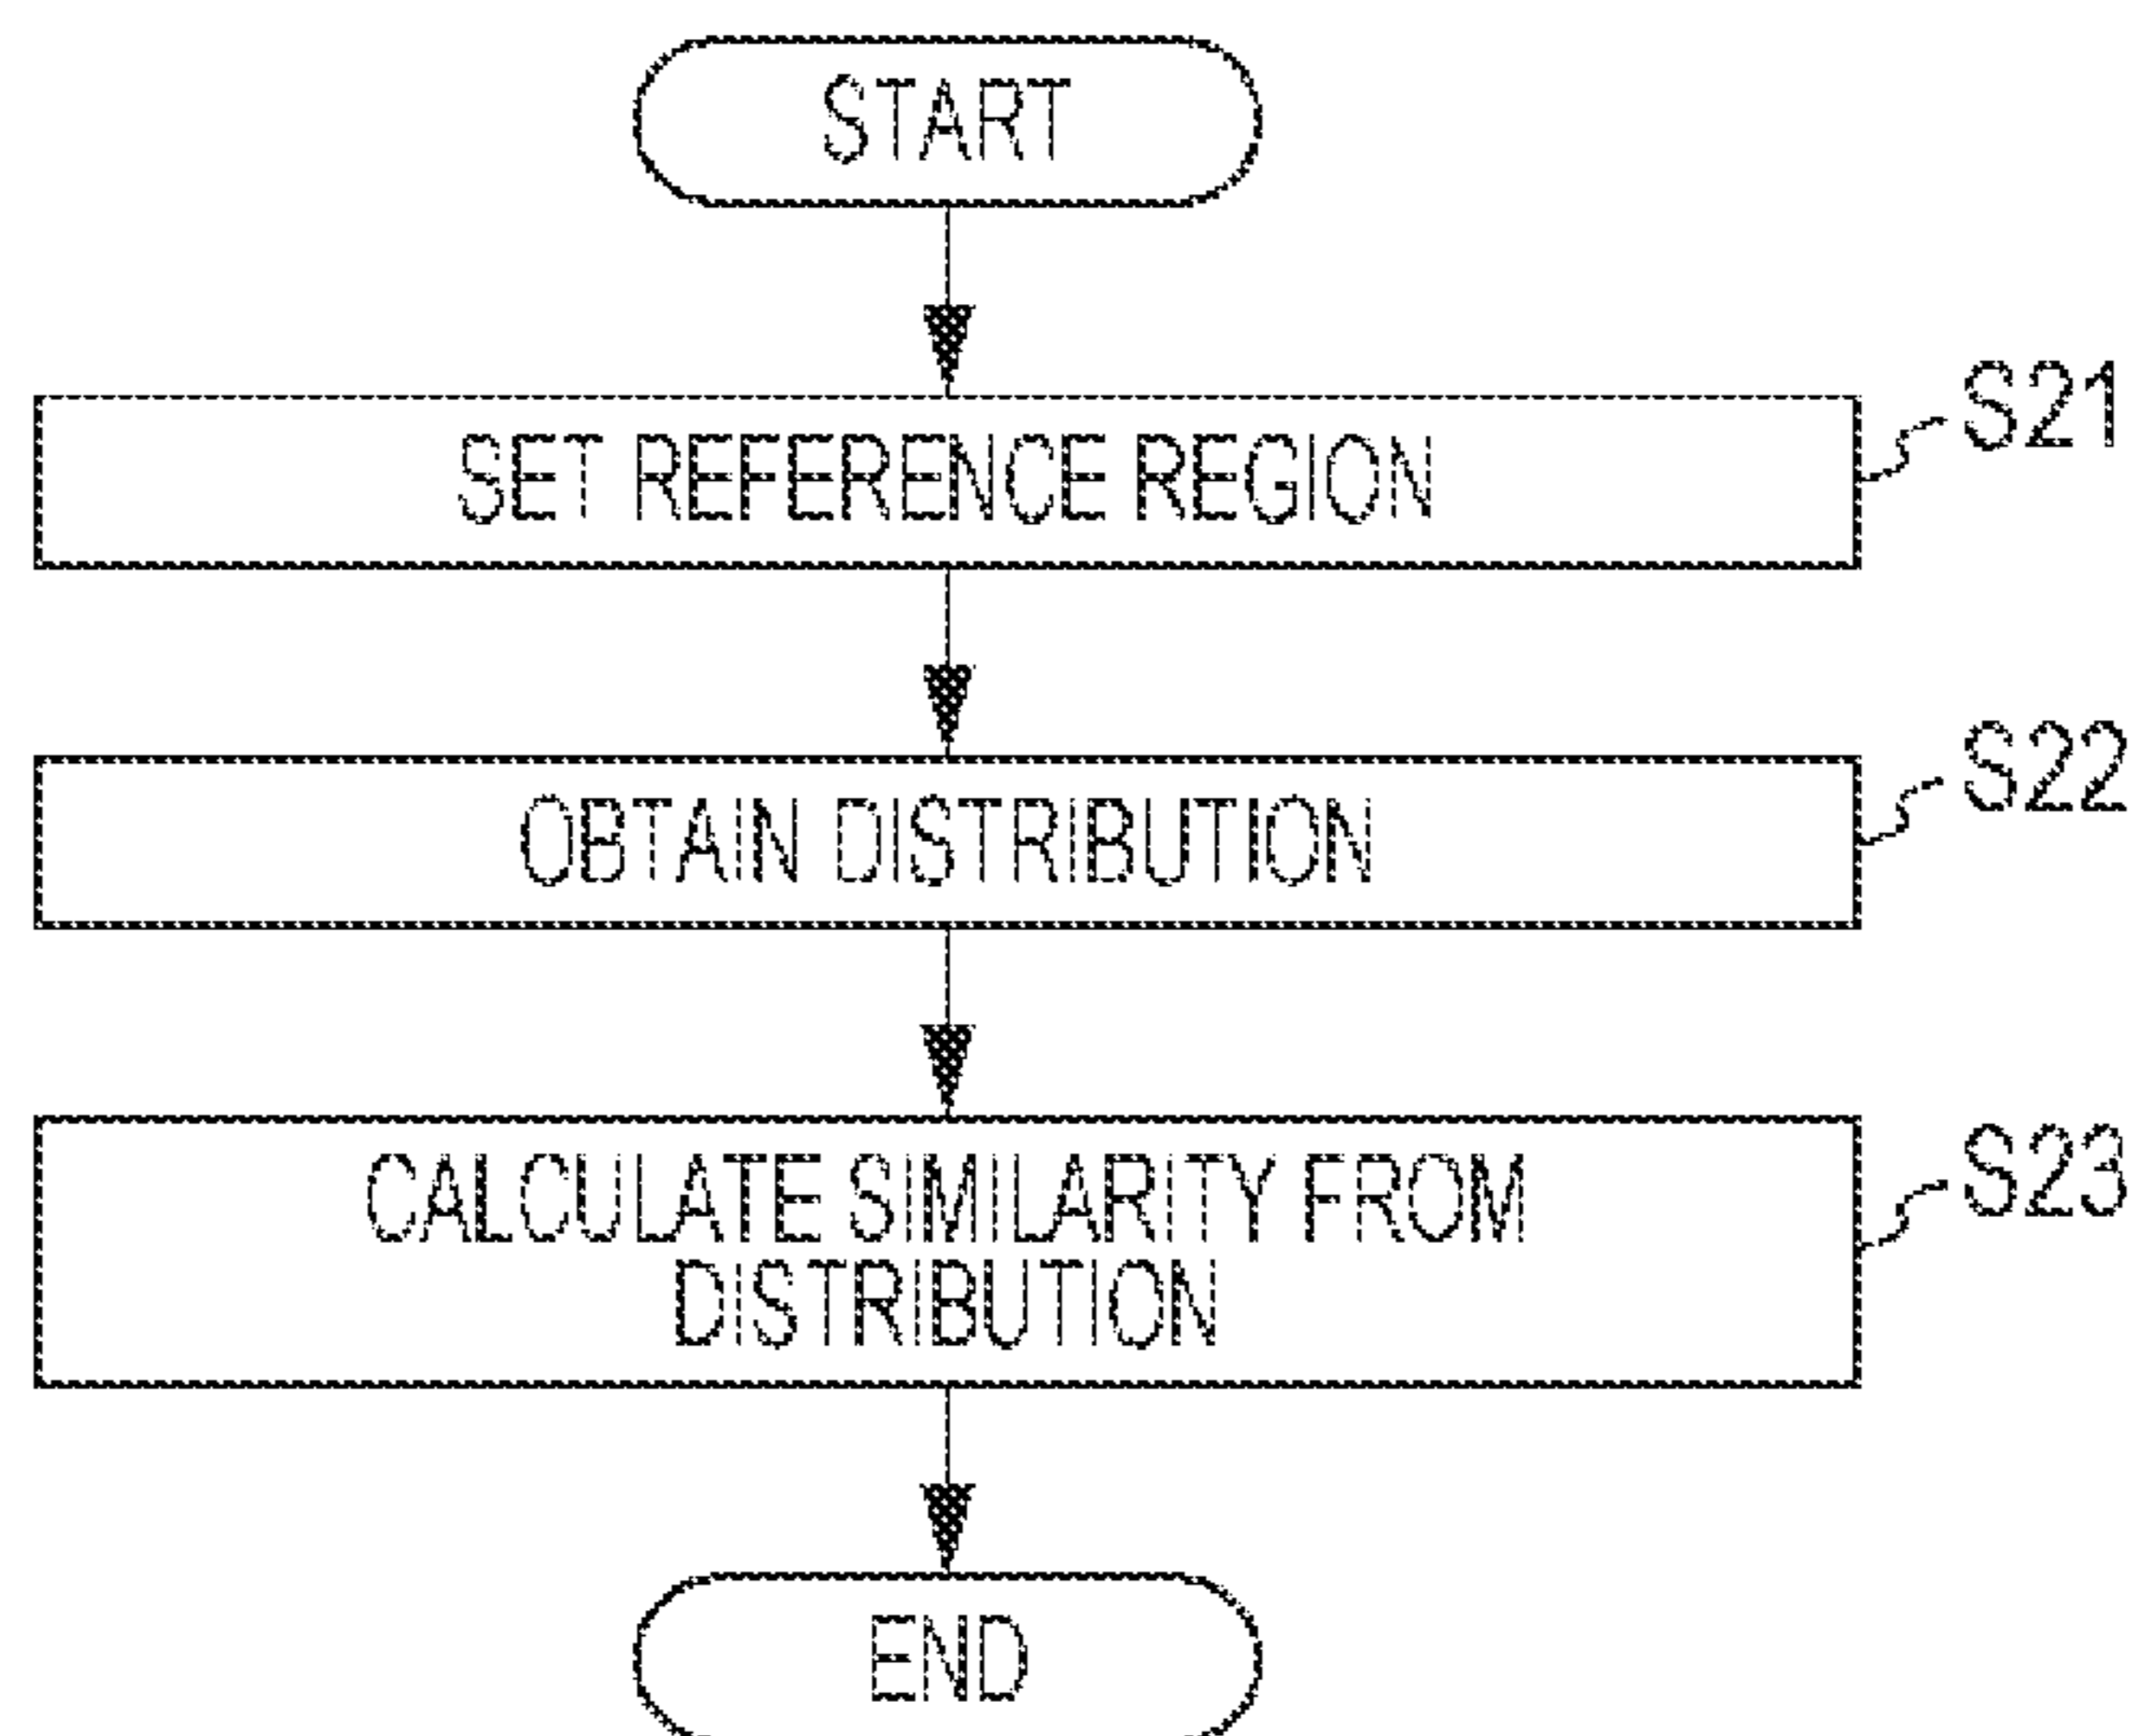 START
SET REFERENCE REGION
S21
OBTAIN DISTRIBUTION
S22
CALCULATE SIMILARITY FROM
DISTRIBUTION
S23
END